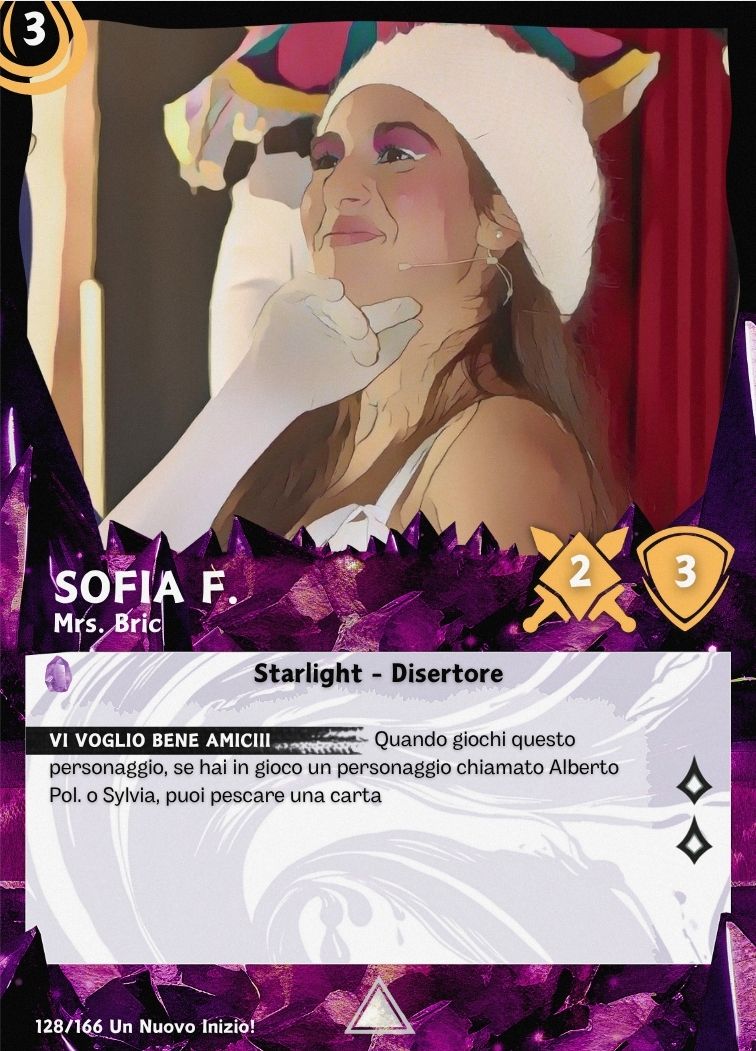 3
SOFIA F.
Mrs. Bric
2
3
Starlight - Disertore
VI VOGLIO BENE AMICIII Quando giochi questo
personaggio, se hai in gioco un personaggio chiamato Alberto
Pol. o Sylvia, puoi pescare una carta
128/166 Un Nuovo Inizio!